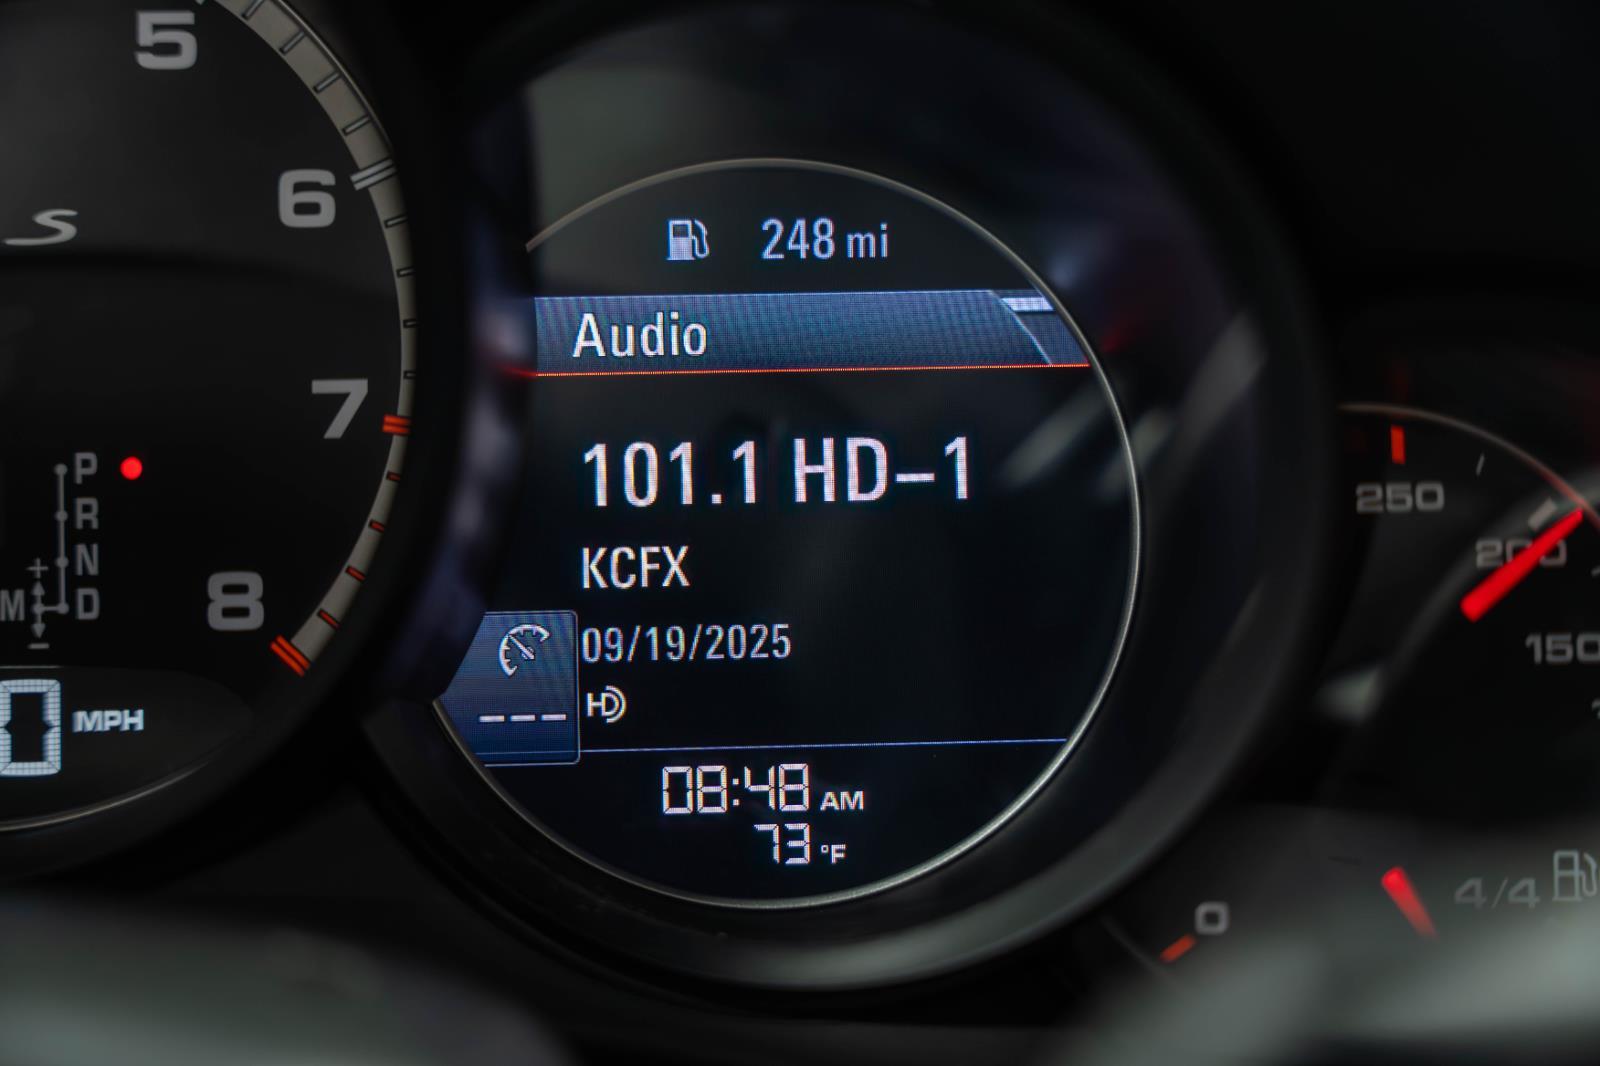 5
6
7
8
S
P
R
N
D
M
+
−
0 MPH
248 mi
Audio
101.1 HD-1
KCFX
09/19/2025
HD
---
08:48 AM
73 °F
250
200
150
0
4/4